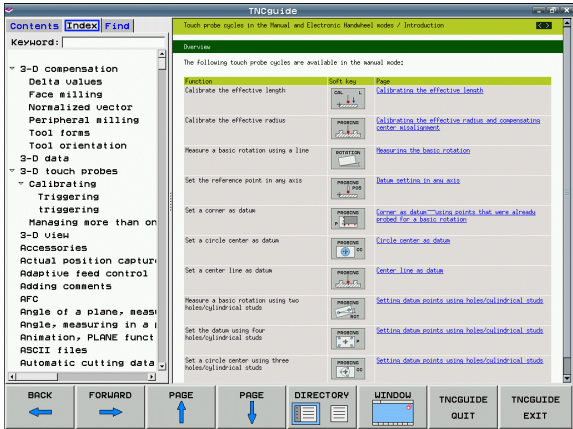 TNCguide
Contents Index Find
Keyword:
3-D compensation
Delta values
Face milling
Normalized vector
Peripheral milling
Tool forms
Tool orientation
3-D data
3-D touch probes
Calibrating
Triggering
triggering
Managing more than on
3-D view
Accessories
Actual position captur
Adaptive feed control
Adding comments
AFC
Angle of a plane, meas
Angle, measuring in a
Animation, PLANE funct
ASCII files
Automatic cutting data
Touch probe cycles in the Manual and Electronic Handwheel modes / Introduction
Overview
The following touch probe cycles are available in the manual mode:
Function Soft key Page
Calibrate the effective length CAL L Calibrating the effective length
Calibrate the effective radius PROBING Calibrating the effective radius and compensating
center misalignment
Measure a basic rotation using a line ROTATION Measuring the basic rotation
Set the reference point in any axis PROBING POS Datum setting in any axis
Set a corner as datum PROBING P Corner as datum—using points that were already
probed for a basic rotation
Set a circle center as datum PROBING CC Circle center as datum
Set a center line as datum PROBING Center line as datum
Measure a basic rotation using two
holes/cylindrical studs PROBING ROT Setting datum points using holes/cylindrical studs
Set the datum using four
holes/cylindrical studs PROBING P Setting datum points using holes/cylindrical studs
Set a circle center using three
holes/cylindrical studs PROBING CC Setting datum points using holes/cylindrical studs
BACK FORWARD PAGE PAGE DIRECTORY WINDOW TNCGUIDE QUIT TNCGUIDE EXIT